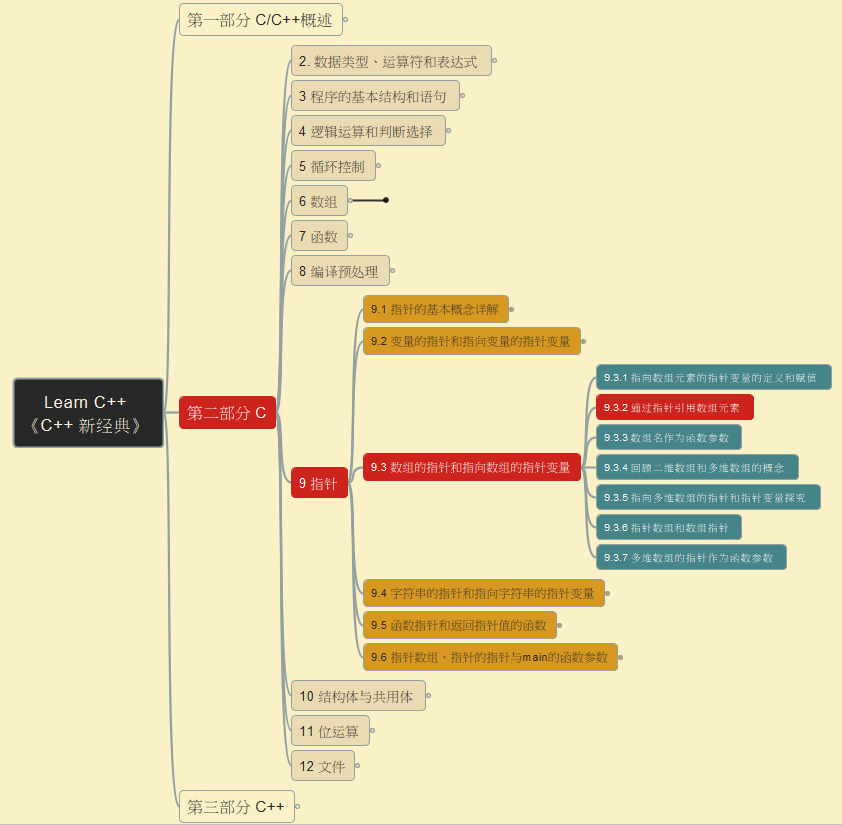 第一部分 C/C++概述
2. 数据类型、运算符和表达式
3 程序的基本结构和语句
4 逻辑运算和判断选择
5 循环控制
6 数组
7 函数
8 编译预处理
9.1 指针的基本概念详解
9.2 变量的指针和指向变量的指针变量
Learn C++
《C++ 新经典》
第二部分 C
9 指针
9.3 数组的指针和指向数组的指针变量
9.3.1 指向数组元素的指针变量的定义和赋值
9.3.2 通过指针引用数组元素
9.3.3 数组名作为函数参数
9.3.4 回顾二维数组和多维数组的概念
9.3.5 指向多维数组的指针和指针变量探究
9.3.6 指针数组和数组指针
9.3.7 多维数组的指针作为函数参数
9.4 字符串的指针和指向字符串的指针变量
9.5 函数指针和返回指针值的函数
9.6 指针数组、指针的指针与main的函数参数
10 结构体与共用体
11 位运算
12 文件
第三部分 C++